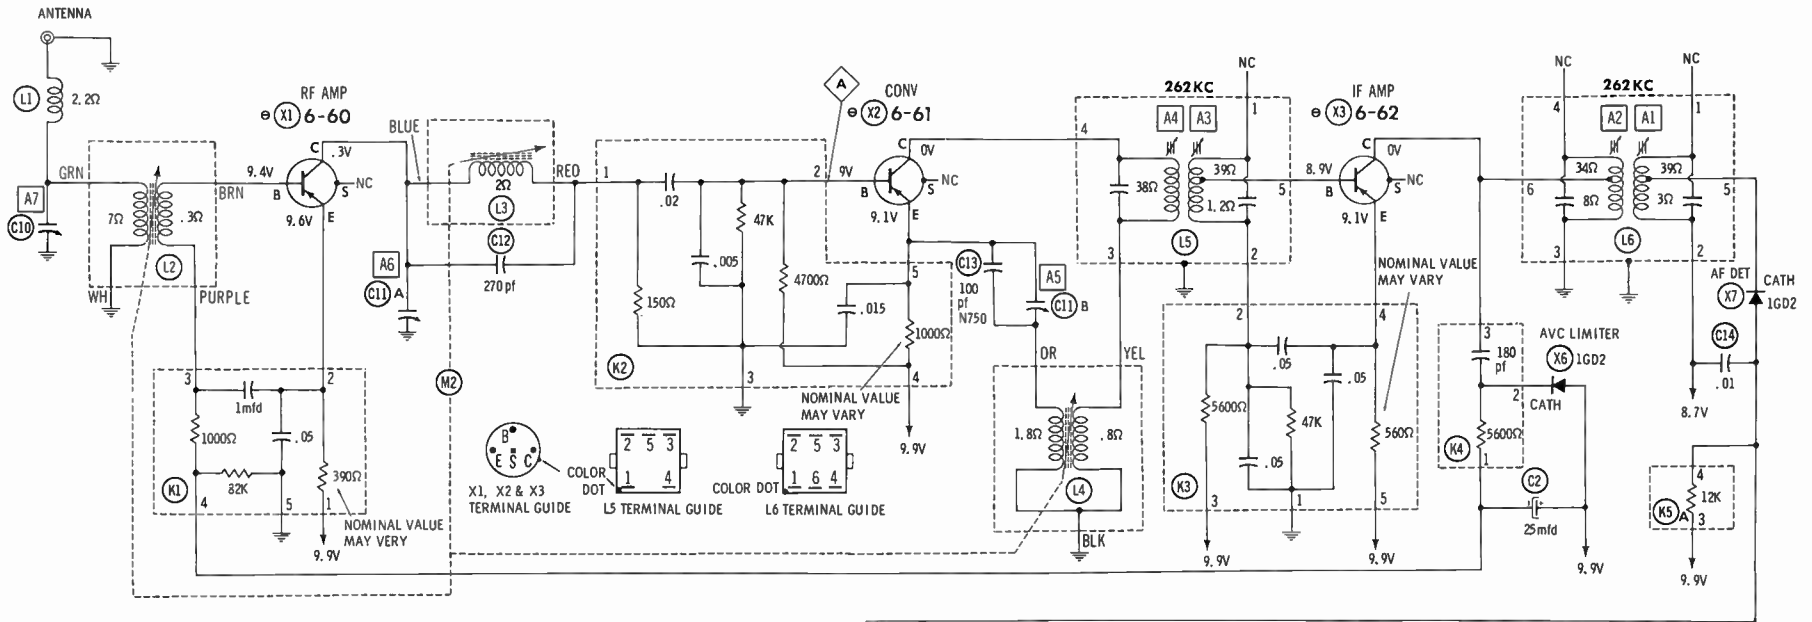 ANTENNA
L1
2.2Ω
A7
C10
GRN
7Ω
.3Ω
L2
WH
PURPLE
BRN
RF AMP
⊖ X1 6-60
C
.3V
9.4V
B
S
NC
9.6V
E
BLUE
2Ω
L3
RED
C12
270 pf
A6
C11 A
M2
3
1mfd
2
1000Ω
.05
82K
390Ω
K1
4
5
1
NOMINAL VALUE
MAY VERY
9.9V
1
.02
2
47K
.005
150Ω
4700Ω
.015
5
1000Ω
K2
3
4
NOMINAL VALUE
MAY VARY
9.9V
A
CONV
⊖ X2 6-61
C
0V
9V
B
S
NC
9.1V
E
C13
100
pf
N750
A5
C11 B
OR
YEL
1.8Ω
.8Ω
L4
BLK
B
E S C
COLOR
DOT
X1, X2 & X3
TERMINAL GUIDE
2 5 3
1 4
L5 TERMINAL GUIDE
COLOR DOT
2 5 3
1 6 4
L6 TERMINAL GUIDE
NC
262KC
4
A4
A3
1
38Ω
39Ω
1.2Ω
5
3
L5
2
IF AMP
⊖ X3 6-62
C
0V
8.9V
B
S
NC
9.1V
E
NOMINAL VALUE
MAY VARY
2
4
.05
.05
5600Ω
47K
560Ω
.05
K3
3
1
5
9.9V
9.9V
NC
NC
262KC
4
A2
A1
1
34Ω
39Ω
6
8Ω
3Ω
5
3
L6
2
AF DET
X7
CATH
1GD2
C14
.01
8.7V
3
180
pf
AVC LIMITER
X6 1GD2
2
CATH
5600Ω
K4
1
C2
25mfd
9.9V
4
12K
K5 A
3
9.9V